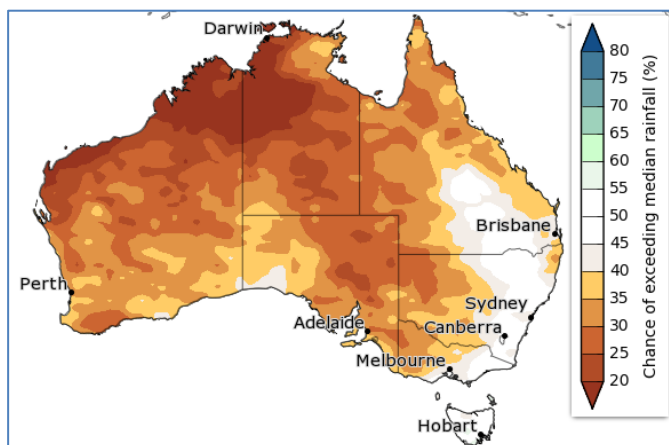 Darwin
Brisbane
Perth
Sydney
Adelaide
Canberra
Melbourne
Hobart
80
75
70
65
60
55
50
45
40
35
30
25
20
Chance of exceeding median rainfall (%)